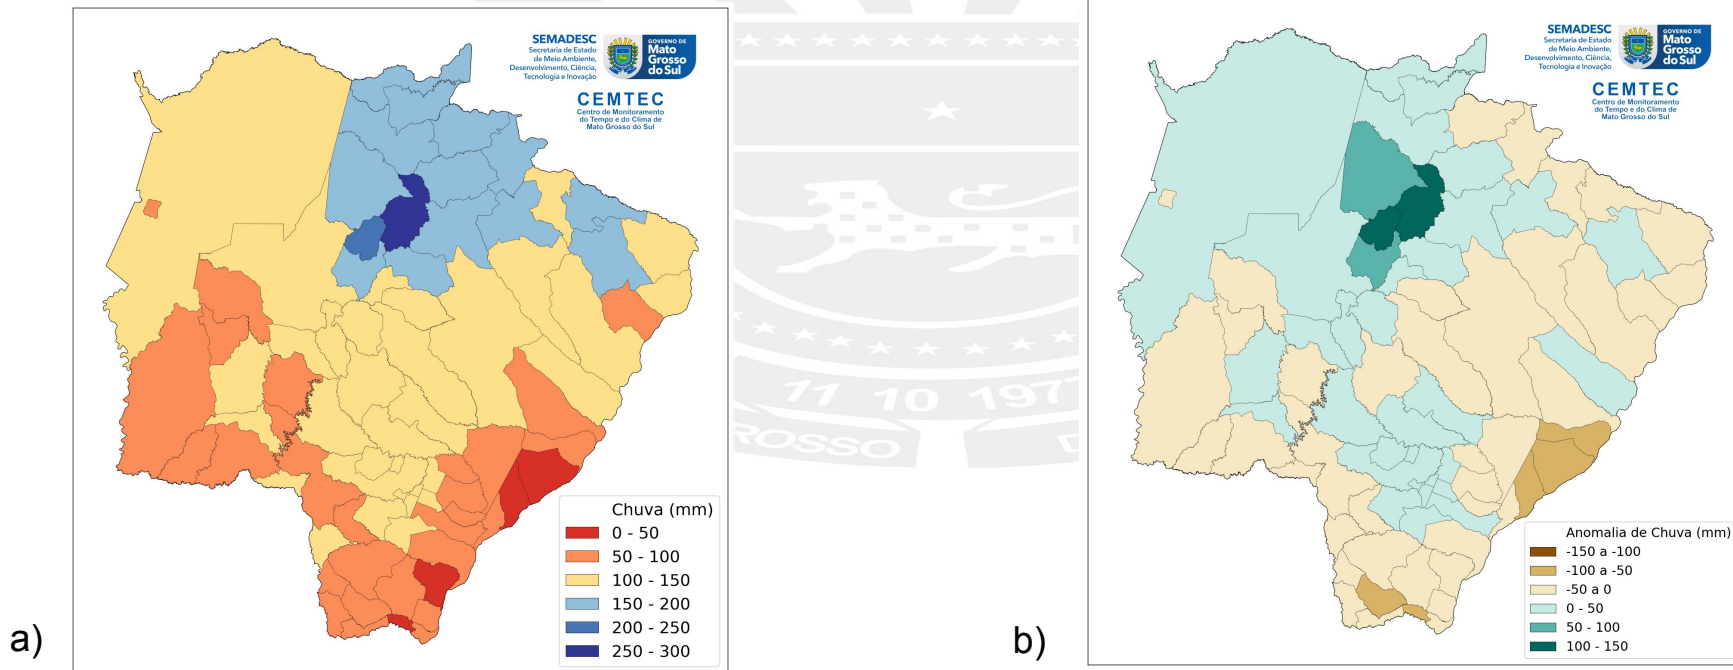 SEMADESC
Secretaria de Estado
de Meio Ambiente,
Desenvolvimento, Ciência,
Tecnologia e Inovação
GOVERNO DE
Mato
Grosso
do Sul
CEMTEC
Centro de Monitoramento
do Tempo e do Clima de
Mato Grosso do Sul
Chuva (mm)
0 - 50
50 - 100
100 - 150
150 - 200
200 - 250
250 - 300
a)
11 10 197
ROSSO
D
SEMADESC
Secretaria de Estado
de Meio Ambiente,
Desenvolvimento, Ciência,
Tecnologia e Inovação
GOVERNO DE
Mato
Grosso
do Sul
CEMTEC
Centro de Monitoramento
do Tempo e do Clima de
Mato Grosso do Sul
Anomalia de Chuva (mm)
-150 a -100
-100 a -50
-50 a 0
0 - 50
50 - 100
100 - 150
b)